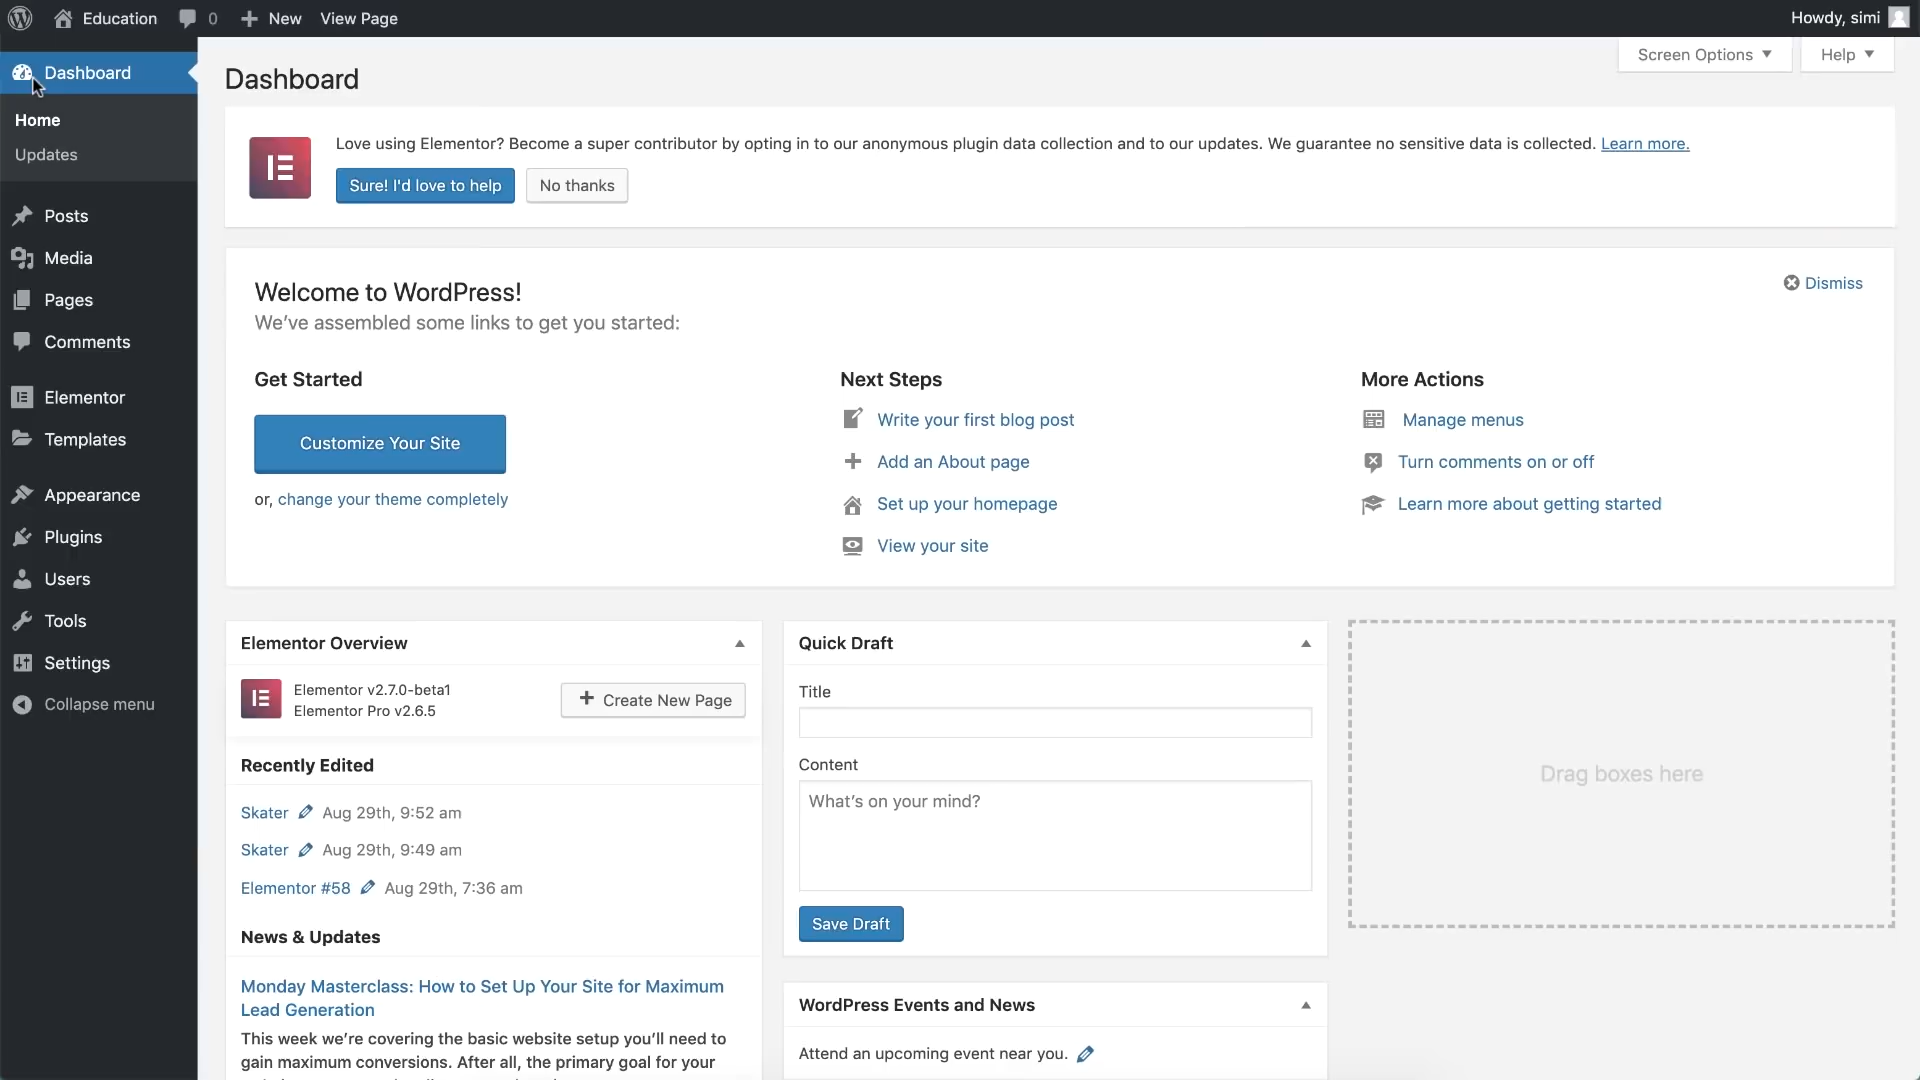 Education
0
New
View Page
Howdy, simi
Dashboard
Home
Updates
Posts
Media
Pages
Comments
Elementor
Templates
Appearance
Plugins
Users
Tools
Settings
Collapse menu
Screen Options
Help
Dashboard
Love using Elementor? Become a super contributor by opting in to our anonymous plugin data collection and to our updates. We guarantee no sensitive data is collected. Learn more.
Sure! I'd love to help
No thanks
Welcome to WordPress!
We've assembled some links to get you started:
Dismiss
Get Started
Customize Your Site
or, change your theme completely
Next Steps
Write your first blog post
Add an About page
Set up your homepage
View your site
More Actions
Manage menus
Turn comments on or off
Learn more about getting started
Elementor Overview
Elementor v2.7.0-beta1
Elementor Pro v2.6.5
Create New Page
Recently Edited
Skater Aug 29th, 9:52 am
Skater Aug 29th, 9:49 am
Elementor #58 Aug 29th, 7:36 am
News & Updates
Monday Masterclass: How to Set Up Your Site for Maximum
Lead Generation
This week we're covering the basic website setup you'll need to
gain maximum conversions. After all, the primary goal for your
Quick Draft
Title
Content
What's on your mind?
Save Draft
WordPress Events and News
Attend an upcoming event near you.
Drag boxes here